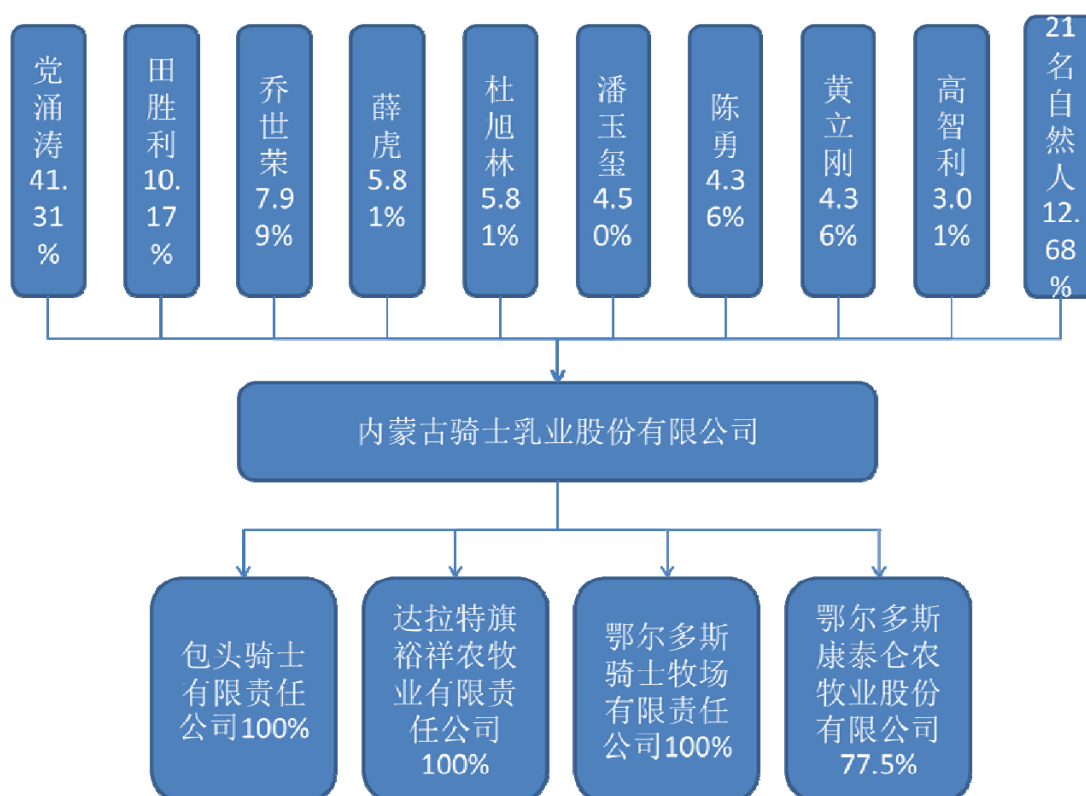 党
涌
涛
41.
31
%
田
胜
利
10.
17
%
乔
世
荣
7.9
9%
薛
虎
5.8
1%
杜
旭
林
5.8
1%
潘
玉
玺
4.5
0%
陈
勇
4.3
6%
黄
立
刚
4.3
6%
高
智
利
3.0
1%
21
名
自
然
人
12.
68
%
内蒙古骑士乳业股份有限公司
包头骑士
有限责任
公司100%
达拉特旗
裕祥农牧
业有限责
任公司
100%
鄂尔多斯
骑士牧场
有限责任
公司100%
鄂尔多斯
康泰仑农
牧业股份
有限公司
77.5%